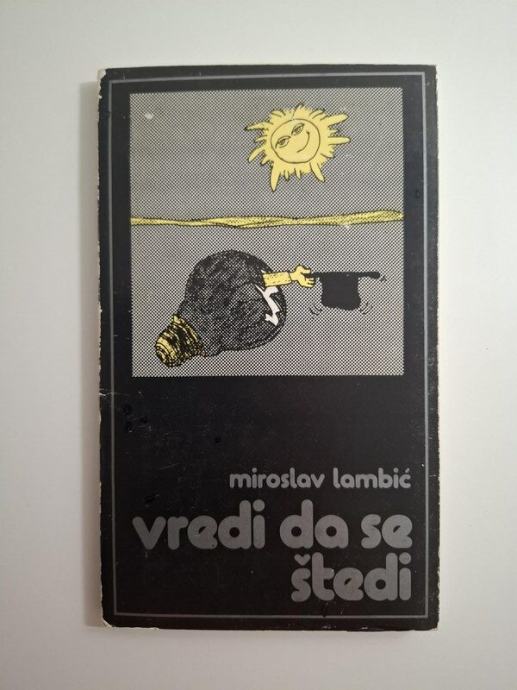 miroslav lambić
vredi da se
štedi